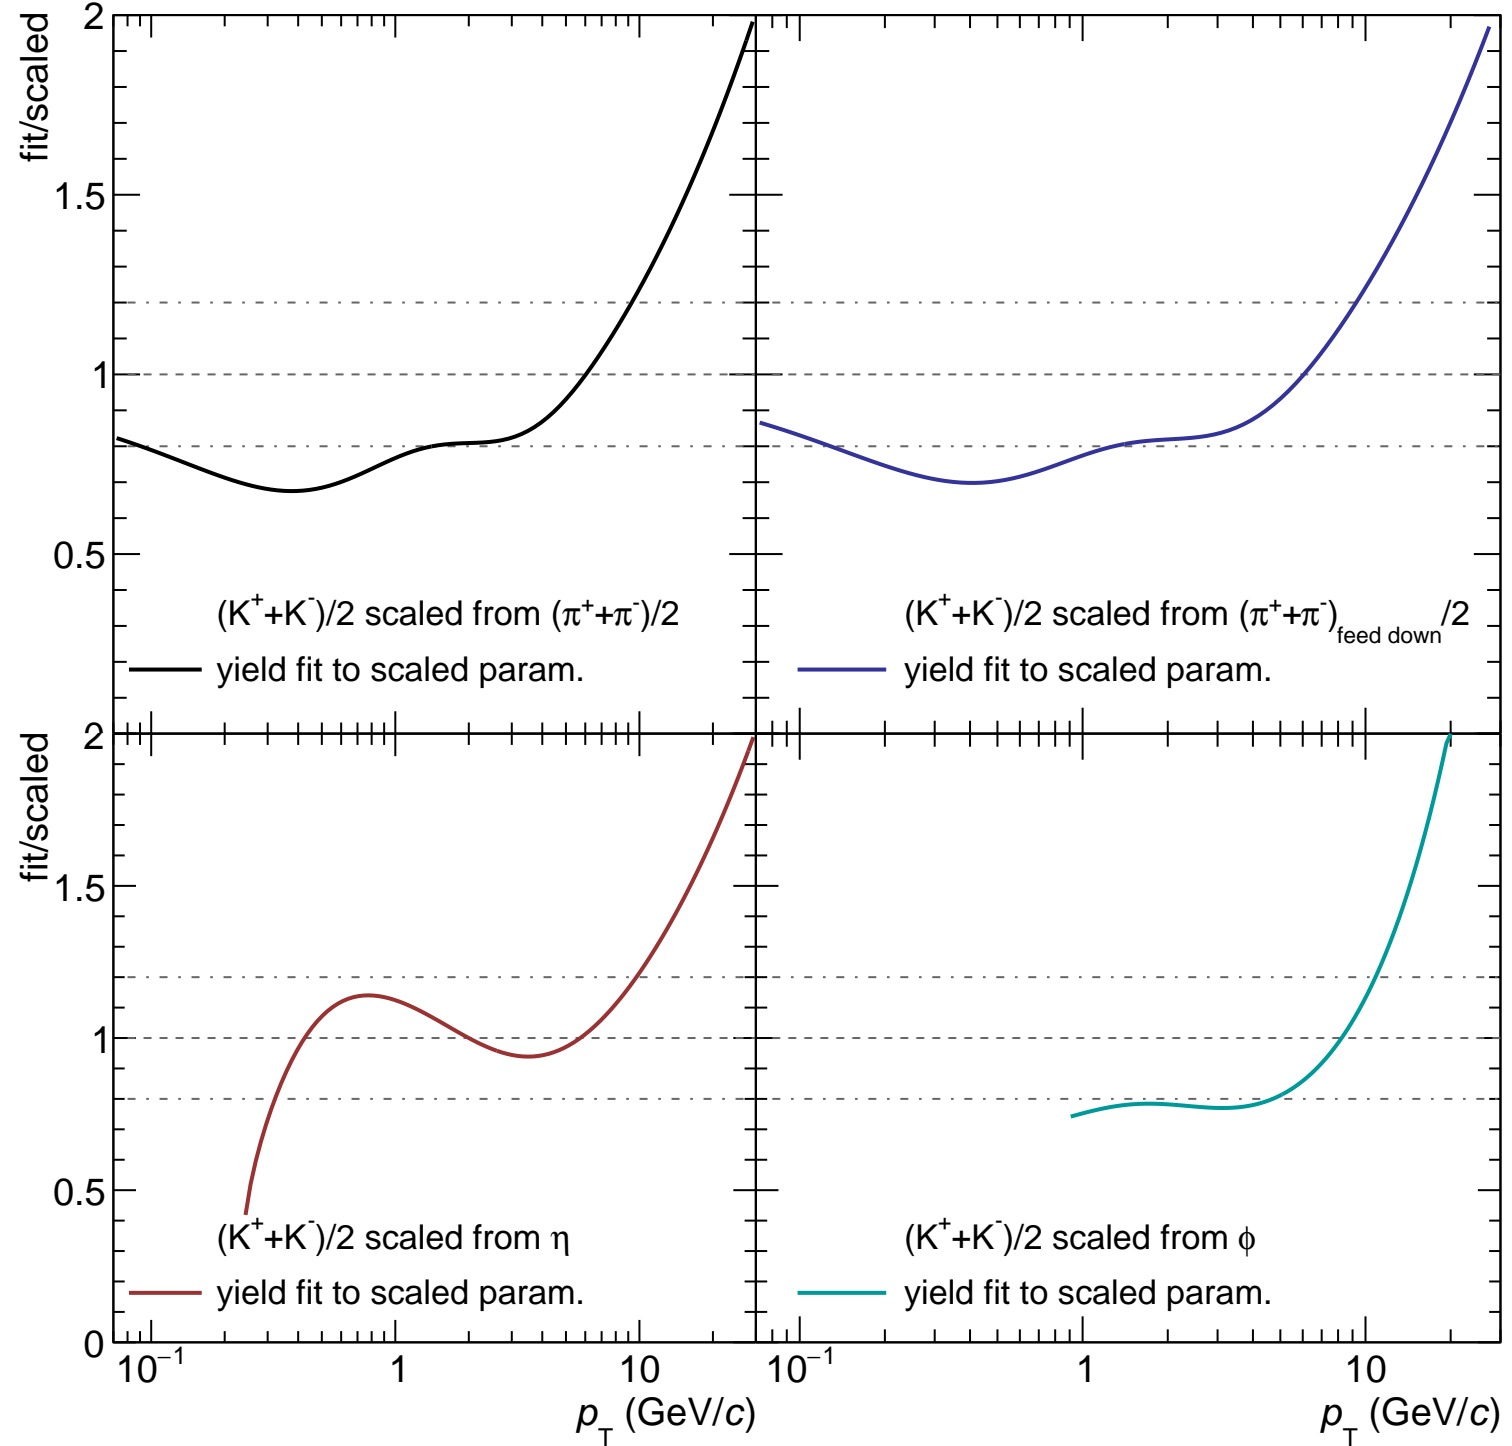 fit/scaled
2
1.5
1
0.5
(K⁺+K⁻)/2 scaled from (π⁺+π⁻)/2
yield fit to scaled param.
(K⁺+K⁻)/2 scaled from (π⁺+π⁻)feed down/2
yield fit to scaled param.
fit/scaled
2
1.5
1
0.5
0
(K⁺+K⁻)/2 scaled from η
yield fit to scaled param.
(K⁺+K⁻)/2 scaled from ϕ
yield fit to scaled param.
10⁻¹ 1 10
10⁻¹ 1 10
pT (GeV/c)
pT (GeV/c)